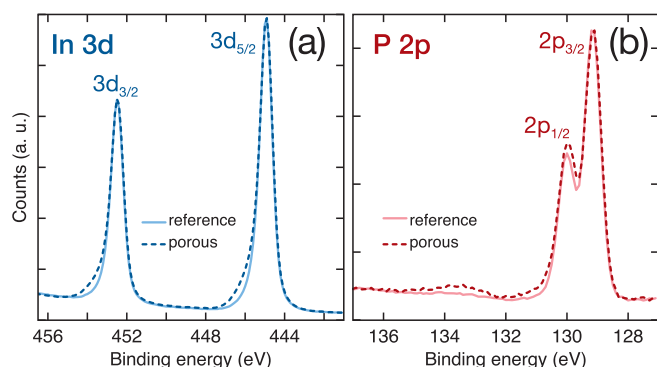 In 3d
(a)
3d5/2
3d3/2
reference
porous
Counts (a. u.)
456
452
448
444
Binding energy (eV)
P 2p
(b)
2p3/2
2p1/2
reference
porous
136
134
132
130
128
Binding energy (eV)